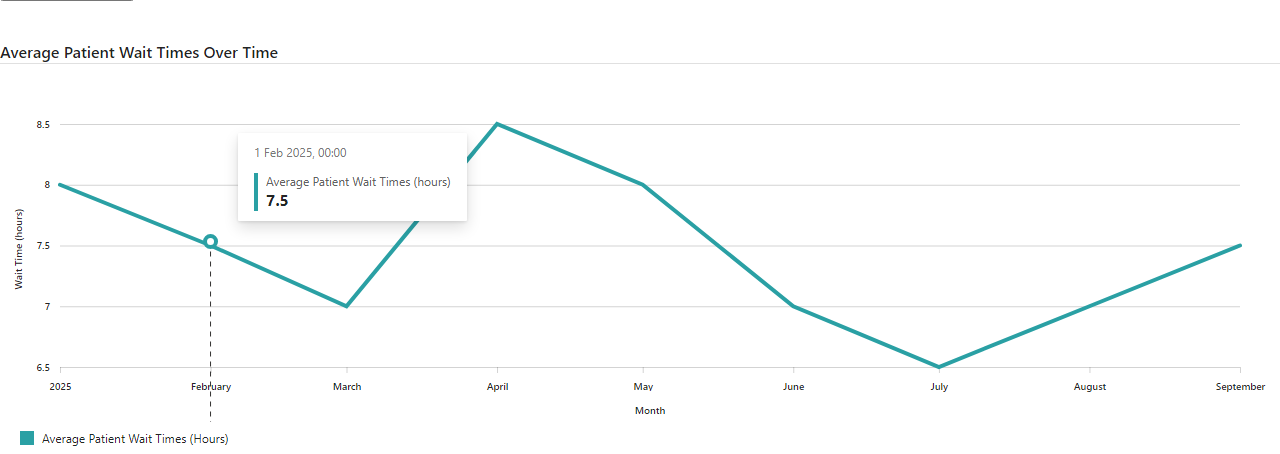 Average Patient Wait Times Over Time
8.5
1 Feb 2025, 00:00
Average Patient Wait Times (hours)
7.5
8
7.5
7
6.5
Wait Time (hours)
2025 February March April May June July August September
Month
Average Patient Wait Times (Hours)